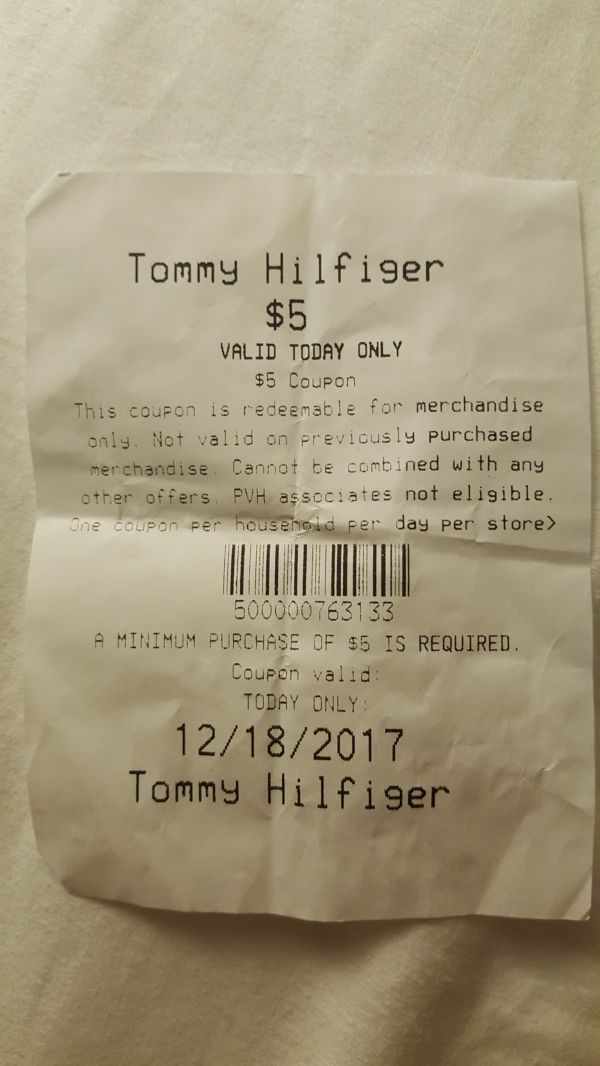 Tommy Hilfiger
$5
VALID TODAY ONLY
$5 Coupon
This coupon is redeemable for merchandise
only. Not valid on previously purchased
merchandise. Cannot be combined with any
other offers. PVH associates not eligible.
One coupon per household per day per store>
500000763133
A MINIMUM PURCHASE OF $5 IS REQUIRED.
Coupon valid:
TODAY ONLY:
12/18/2017
Tommy Hilfiger